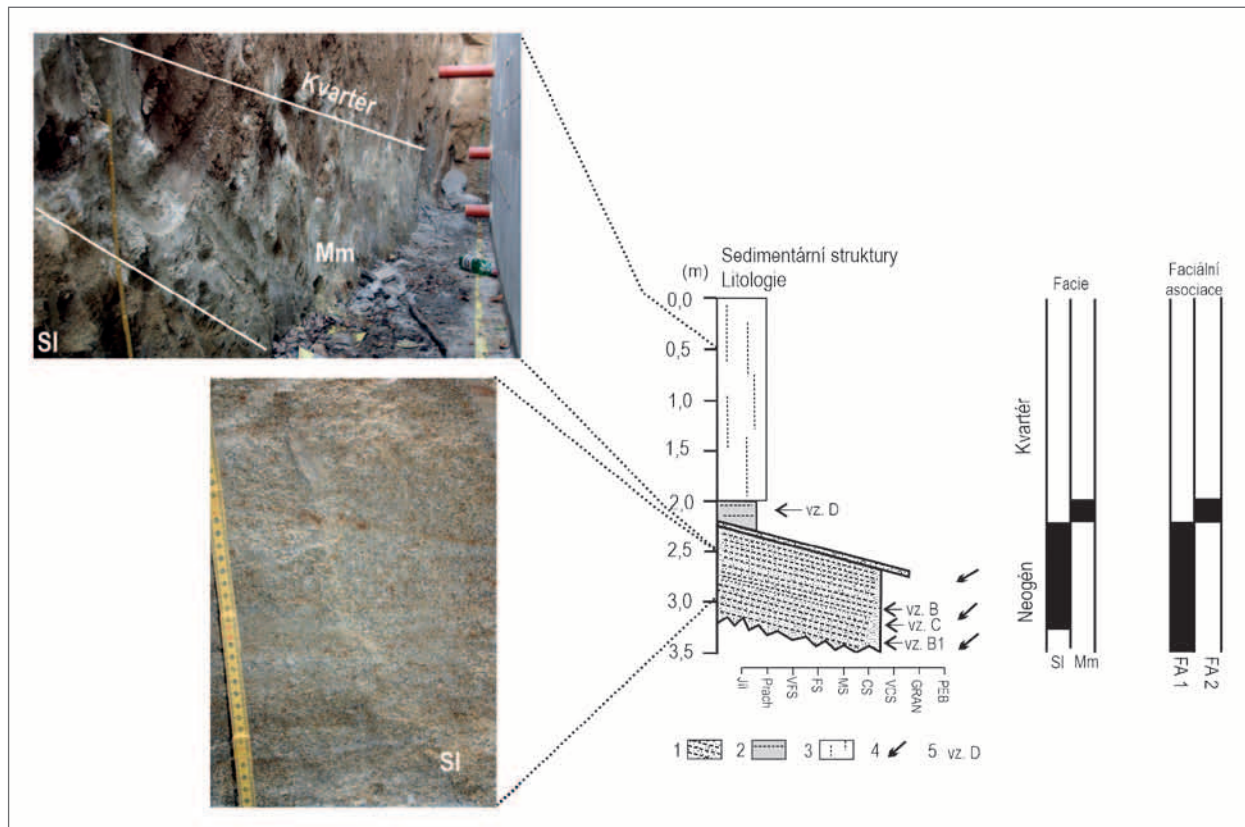 Kvartér
Mm
Sl
Sl
Sedimentární struktury
Litologie
(m)
0,0
0,5
1,0
1,5
2,0
2,5
3,0
3,5
vz. D
vz. B
vz. C
vz. B1
Jíl
Prach
VFS
FS
MS
CS
VCS
GRAN
PEB
Facie
Faciální
asociace
Kvartér
Neogén
Sl Mm
FA 1
FA 2
1 2 3 4 5 vz. D